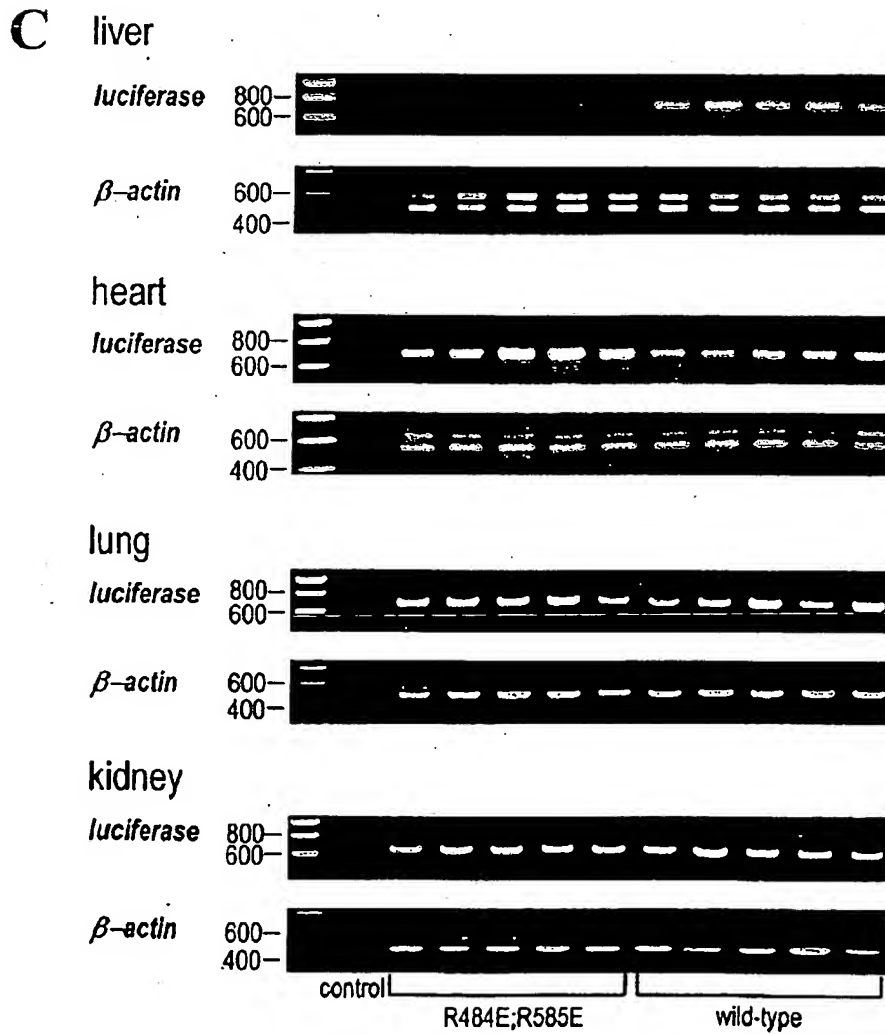 C liver
luciferase 800–
600–
β–actin 600–
400–
heart
luciferase 800–
600–
β–actin 600–
400–
lung
luciferase 800–
600–
β–actin 600–
400–
kidney
luciferase 800–
600–
β–actin 600–
400–
control
R484E;R585E wild-type